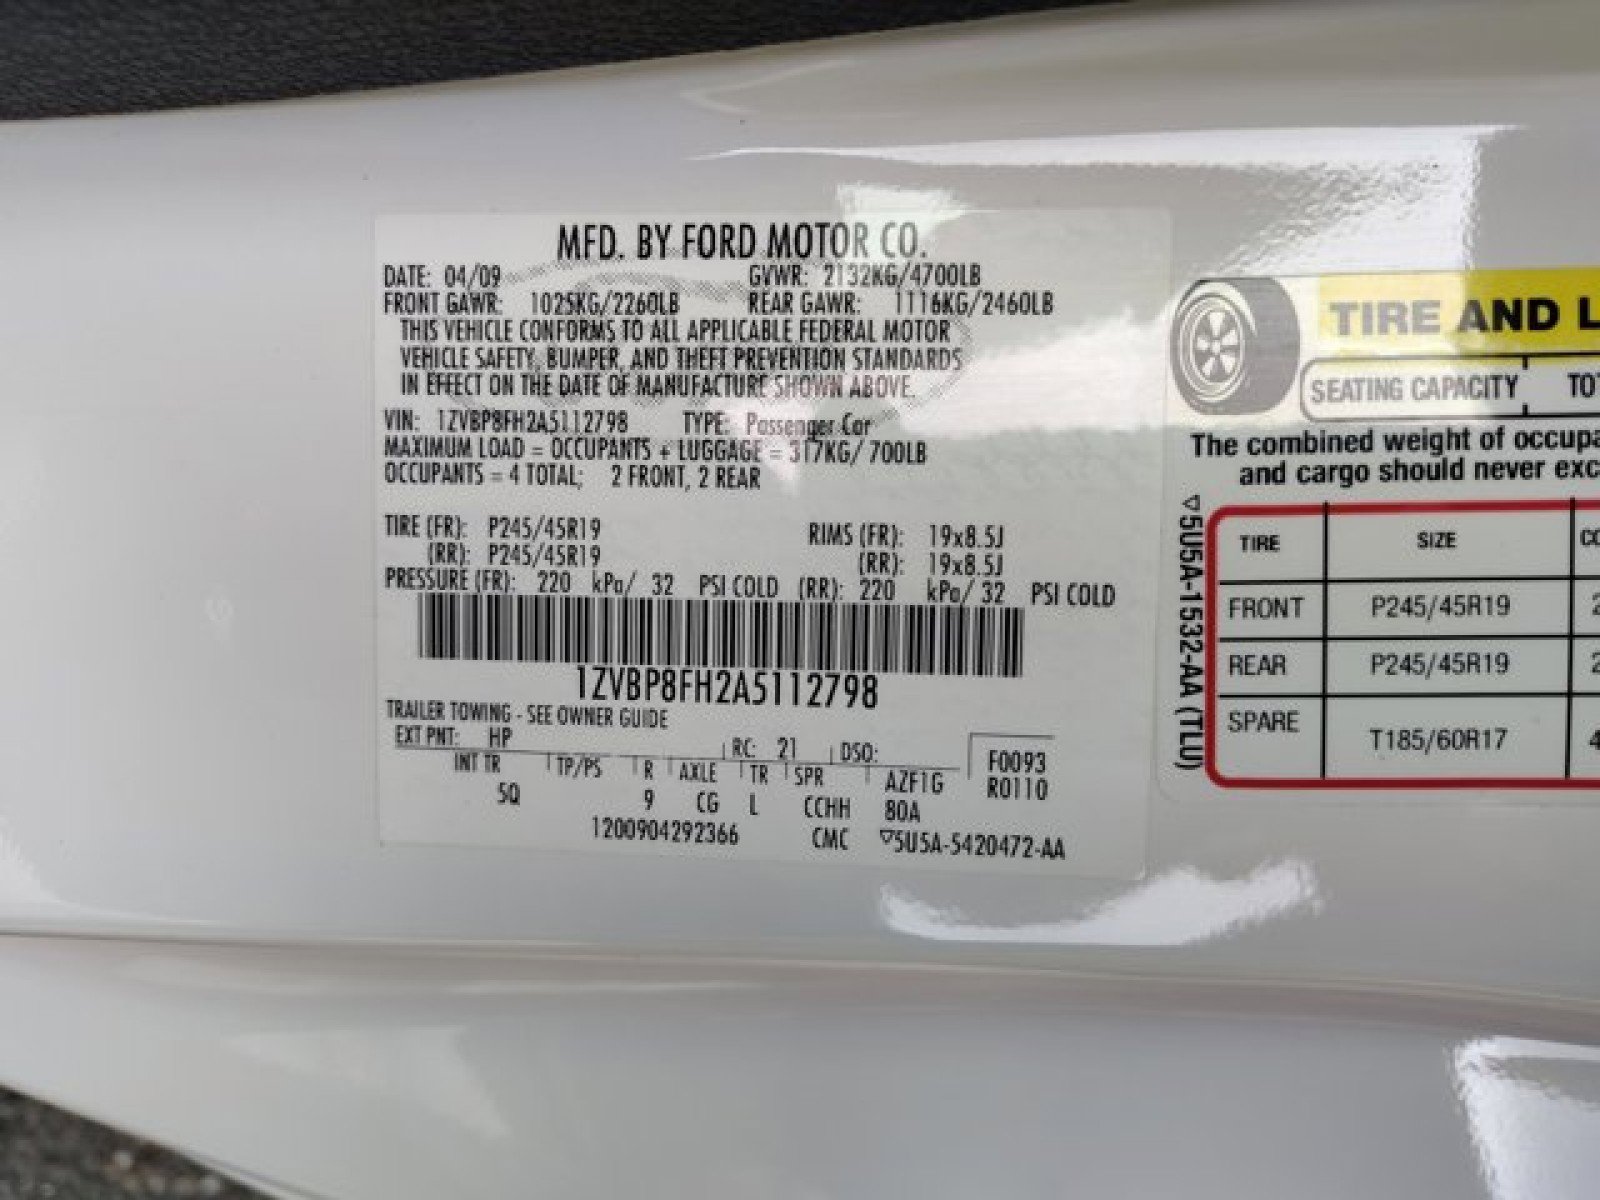 MFD. BY FORD MOTOR CO.
DATE: 04/09 GVWR: 2132KG/4700LB
FRONT GAWR: 1025KG/2260LB REAR GAWR: 1116KG/2460LB
THIS VEHICLE CONFORMS TO ALL APPLICABLE FEDERAL MOTOR
VEHICLE SAFETY, BUMPER, AND THEFT PREVENTION STANDARDS
IN EFFECT ON THE DATE OF MANUFACTURE SHOWN ABOVE.
VIN: 1ZVBP8FH2A5112798 TYPE: Passenger Car
MAXIMUM LOAD = OCCUPANTS + LUGGAGE = 317KG/ 700LB
OCCUPANTS = 4 TOTAL; 2 FRONT, 2 REAR
TIRE (FR): P245/45R19 RIMS (FR): 19x8.5J
(RR): P245/45R19 (RR): 19x8.5J
PRESSURE (FR): 220 kPa/ 32 PSI COLD (RR): 220 kPa/ 32 PSI COLD
1ZVBP8FH2A5112798
TRAILER TOWING - SEE OWNER GUIDE
EXT PNT: HP RC: 21 DSO: F0093
INT TR TP/PS R AXLE TR SPR AZF1G R0110
5Q 9 CG L CCHH 80A
1200904292366 CMC ▽5U5A-5420472-AA
TIRE AND L
SEATING CAPACITY TOT
The combined weight of occupa
and cargo should never exc
▽5U5A-1532-AA (TLU)
TIRE SIZE CO
FRONT P245/45R19 2
REAR P245/45R19 2
SPARE T185/60R17 4